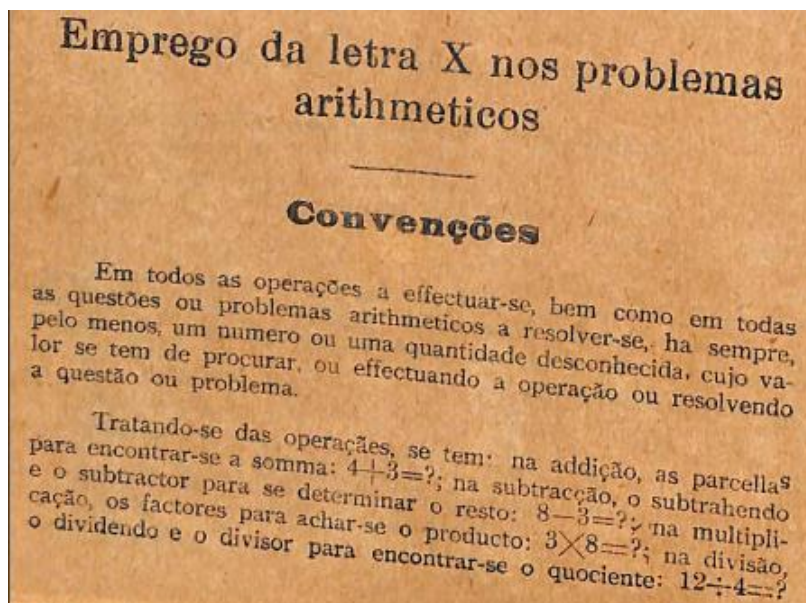 Emprego da letra X nos problemas
arithmeticos
Convenções
Em todos as operações a effectuar-se, bem como em todas
as questões ou problemas arithmeticos a resolver-se, ha sempre,
pelo menos, um numero ou uma quantidade desconhecida, cujo va-
lor se tem de procurar, ou effectuando a operação ou resolvendo
a questão ou problema.
Tratando-se das operaçães, se tem: na addição, as parcellas
para encontrar-se a somma: 4+3=?; na subtracção, o subtrahendo
e o subtractor para se determinar o resto: 8—3=?; na multipli-
cação, os factores para achar-se o producto: 3×8=?; na divisão,
o dividendo e o divisor para encontrar-se o quociente: 12÷4=?